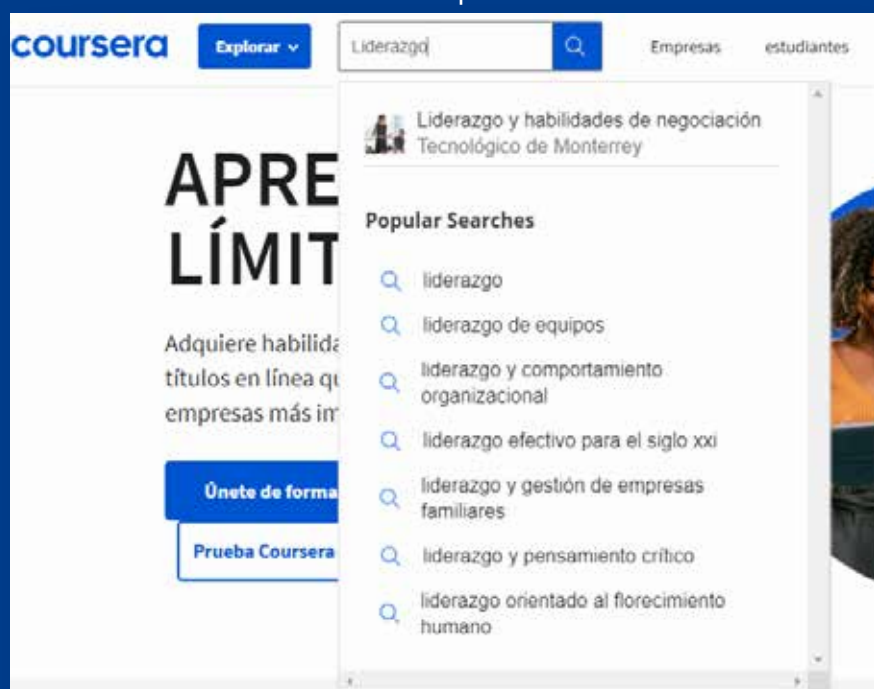 coursera
Explorar
Liderazgo
Empresas
estudiantes
Liderazgo y habilidades de negociación
Tecnológico de Monterrey
APRE
LÍMIT
Popular Searches
liderazgo
liderazgo de equipos
liderazgo y comportamiento
organizacional
liderazgo efectivo para el siglo xxi
liderazgo y gestión de empresas
familiares
liderazgo y pensamiento crítico
liderazgo orientado al florecimiento
humano
Adquiere habilida
títulos en línea qu
empresas más im
Únete de forma
Prueba Coursera